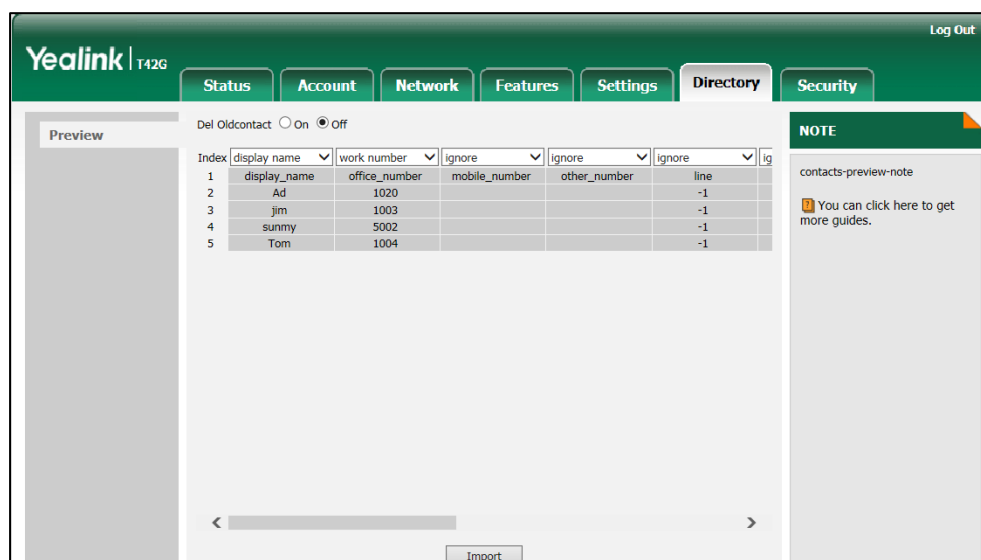 Log Out
Yealink | T42G
Status Account Network Features Settings Directory Security
Preview
Del Oldcontact On Off
Index display name work number ignore ignore ignore ig
1 display_name office_number mobile_number other_number line
2 Ad 1020 -1
3 jim 1003 -1
4 sunmy 5002 -1
5 Tom 1004 -1
Import
NOTE
contacts-preview-note
You can click here to get
more guides.